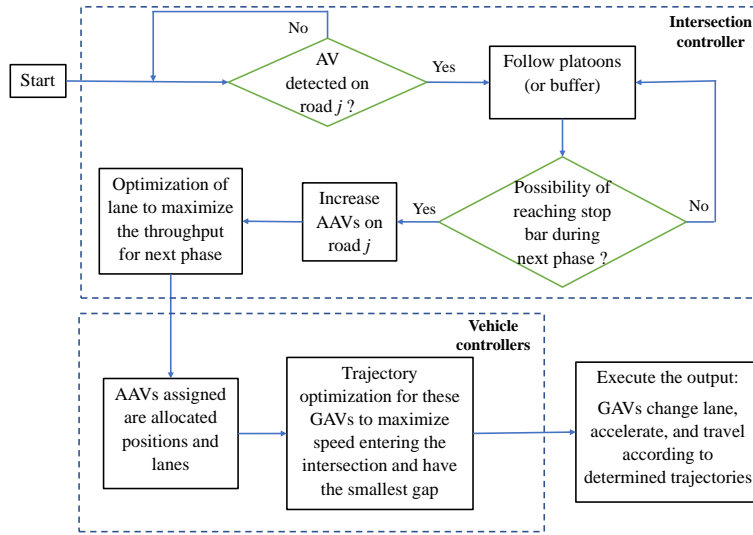 Intersection
controller
Start
No
AV
detected on
road j ?
Yes
Follow platoons
(or buffer)
Possibility of
reaching stop
bar during
next phase ?
No
Yes
Increase
AAVs on
road j
Optimization of
lane to maximize
the throughput
for next phase
Vehicle
controllers
AAVs assigned
are allocated
positions and
lanes
Trajectory
optimization for these
GAVs to maximize
speed entering the
intersection and have
the smallest gap
Execute the output:
GAVs change lane,
accelerate, and travel
according to
determined trajectories